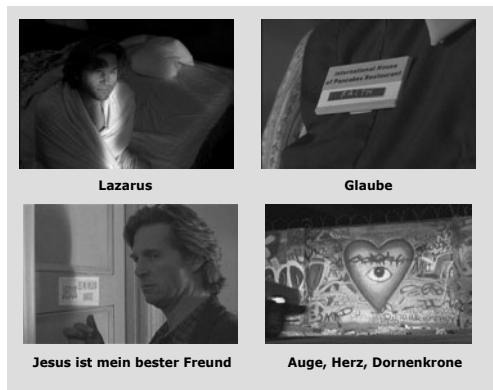 International House
of Pancakes Restaurant
FAITH
Lazarus
Glaube
Jesus ist mein bester Freund
Auge, Herz, Dornenkrone